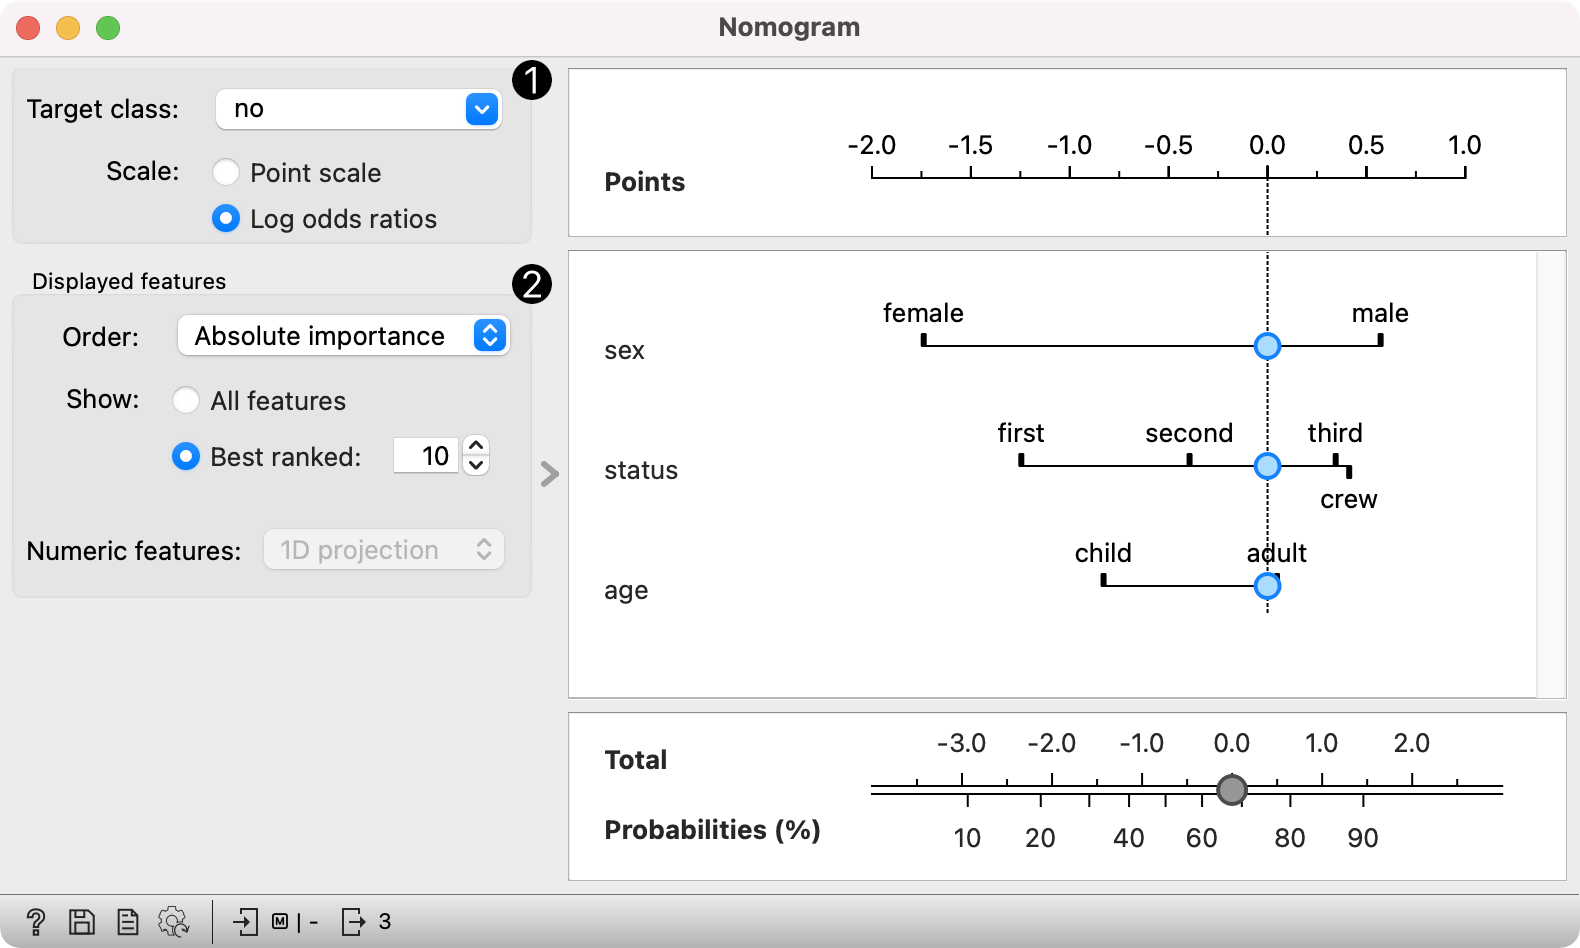 Nomogram
1
Target class: no
Scale: Point scale
Log odds ratios
Displayed features
2
Order: Absolute importance
Show: All features
Best ranked: 10
Numeric features: 1D projection
-2.0 -1.5 -1.0 -0.5 0.0 0.5 1.0
Points
female male
sex
first second third
status
crew
child adult
age
-3.0 -2.0 -1.0 0.0 1.0 2.0
Total
Probabilities (%)
10 20 40 60 80 90
? M | - 3